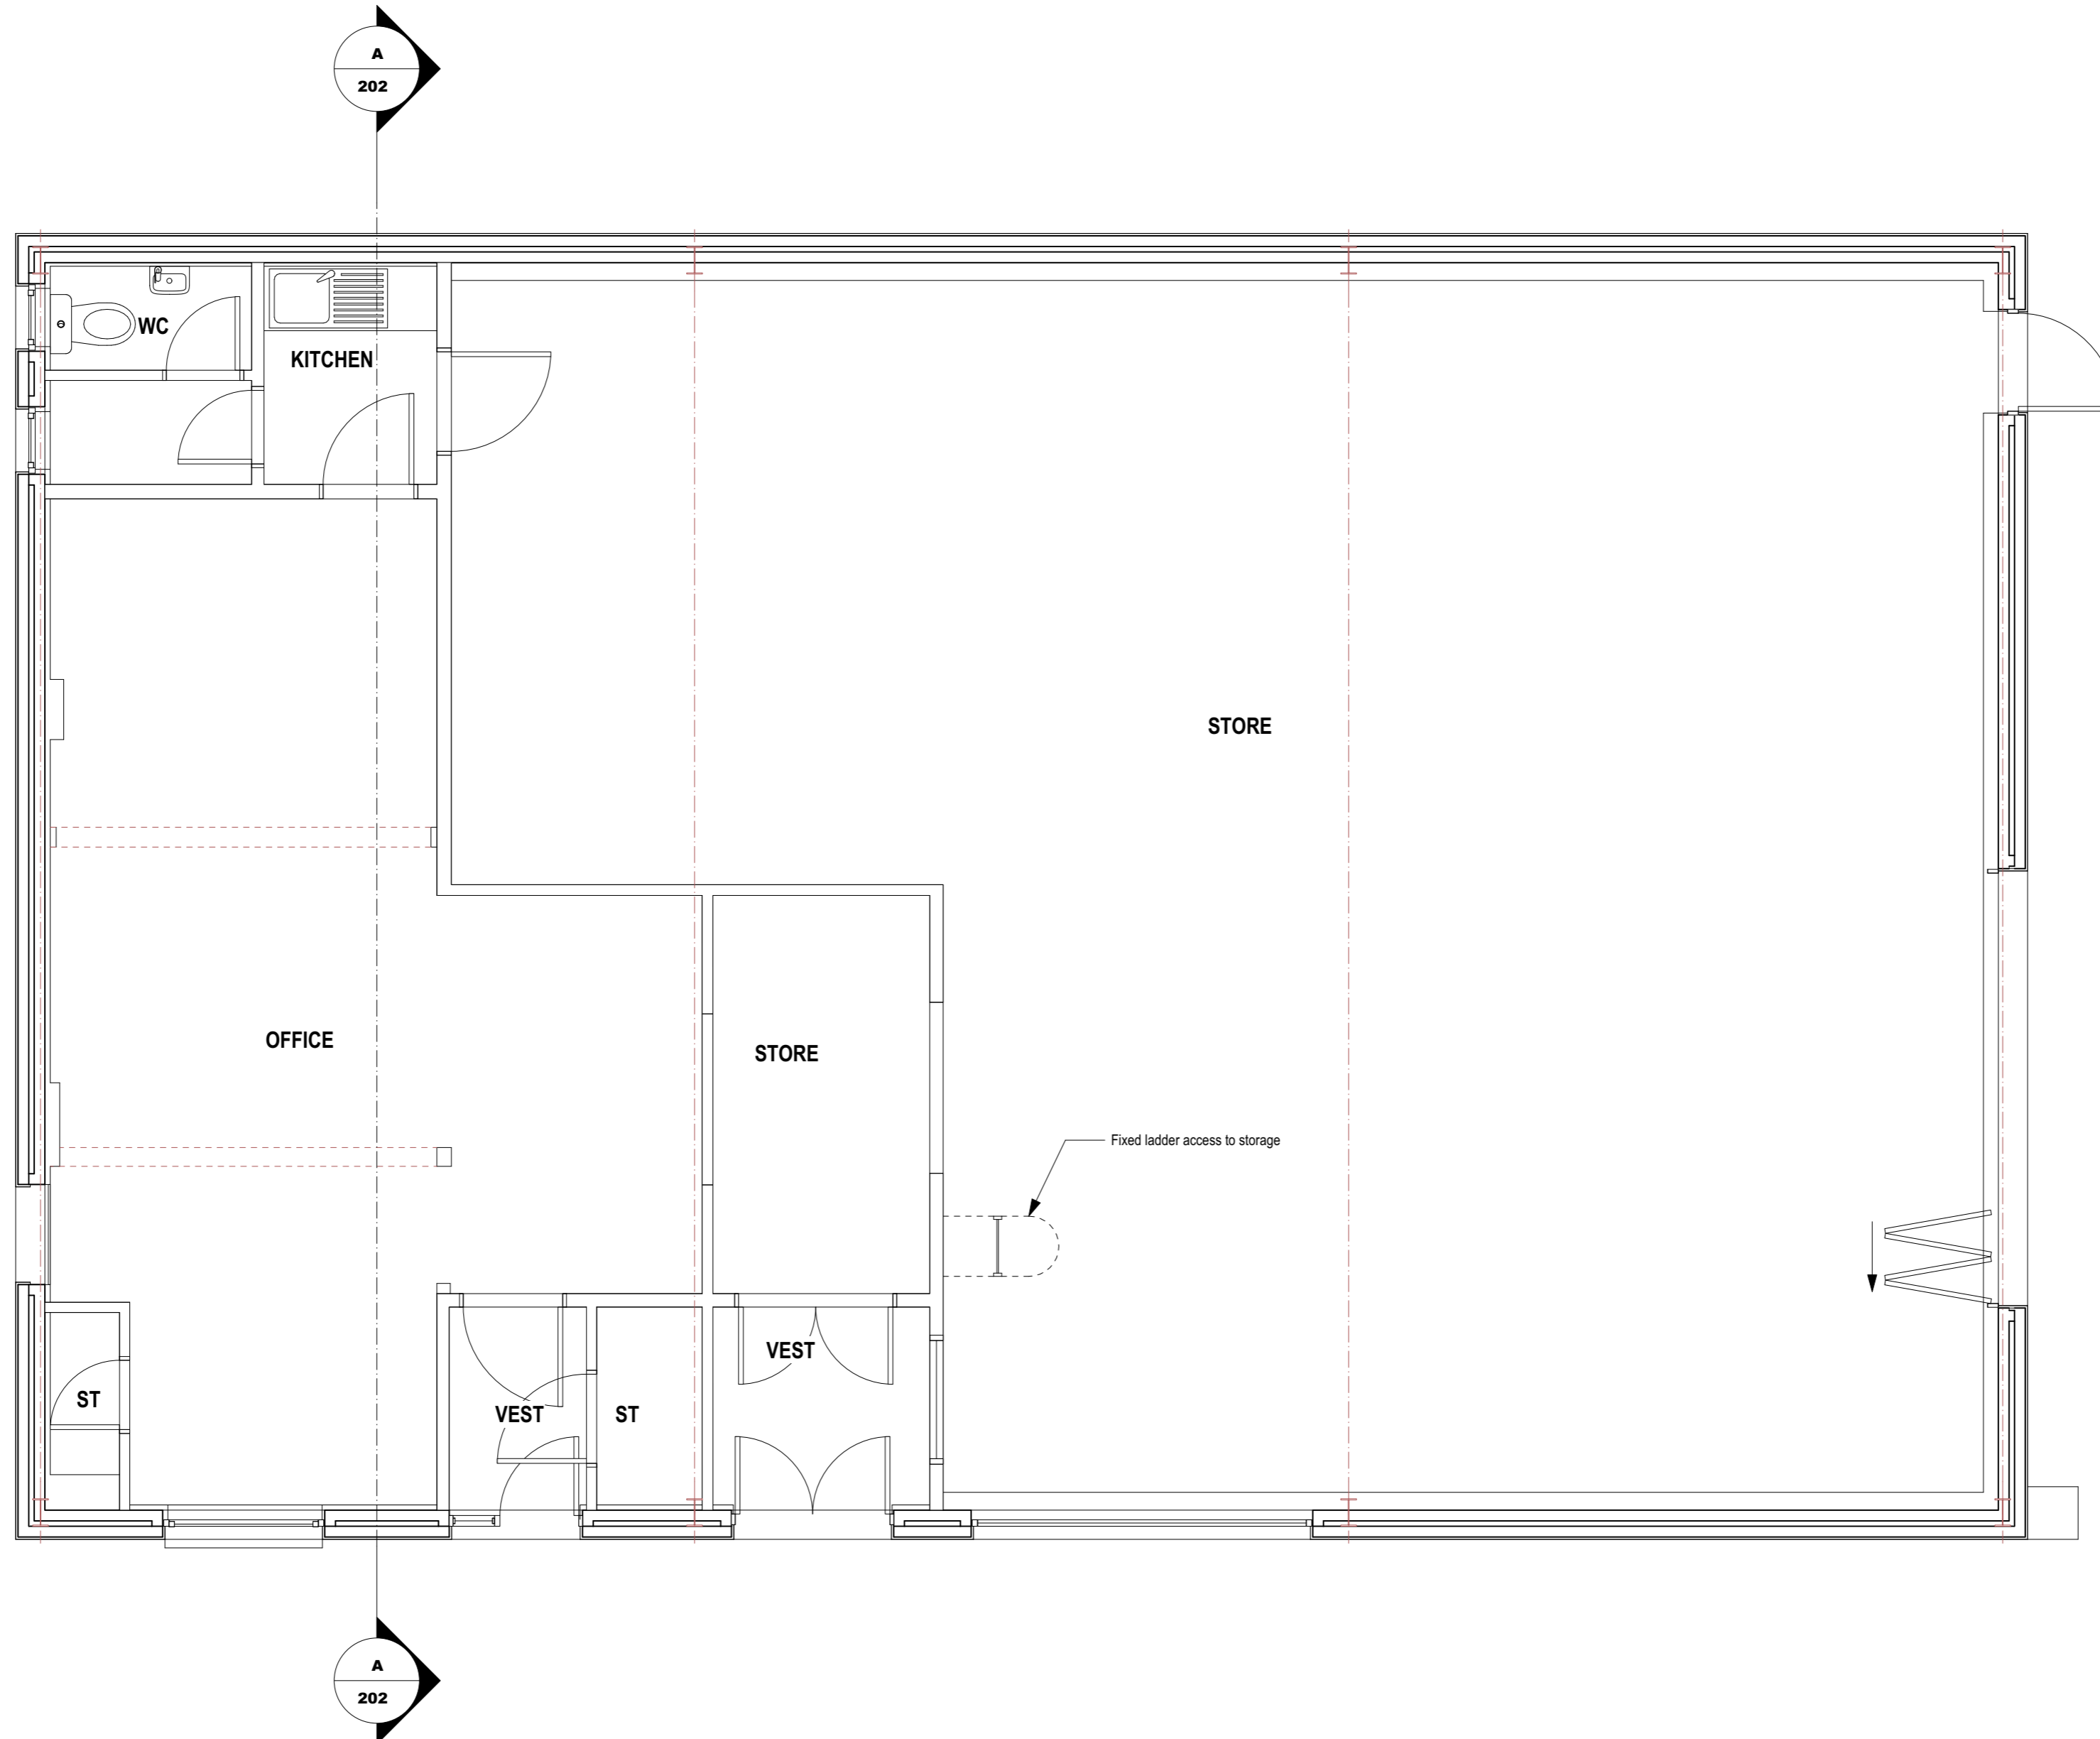 A
202
WC
KITCHEN
STORE
OFFICE
STORE
Fixed ladder access to storage
VEST
ST
VEST
ST
A
202